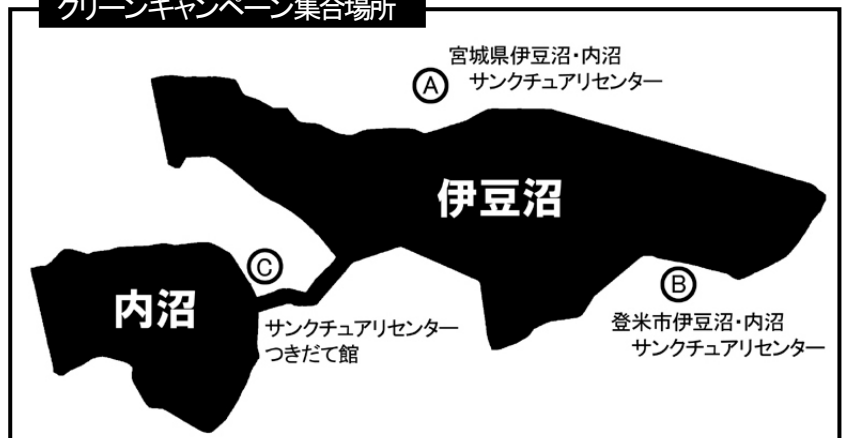 クリーンキャンペーン集合場所
宮城県伊豆沼・内沼
サンクチュアリセンター
Ⓐ
伊豆沼
Ⓒ
内沼
サンクチュアリセンター
つきだて館
Ⓑ
登米市伊豆沼・内沼
サンクチュアリセンター